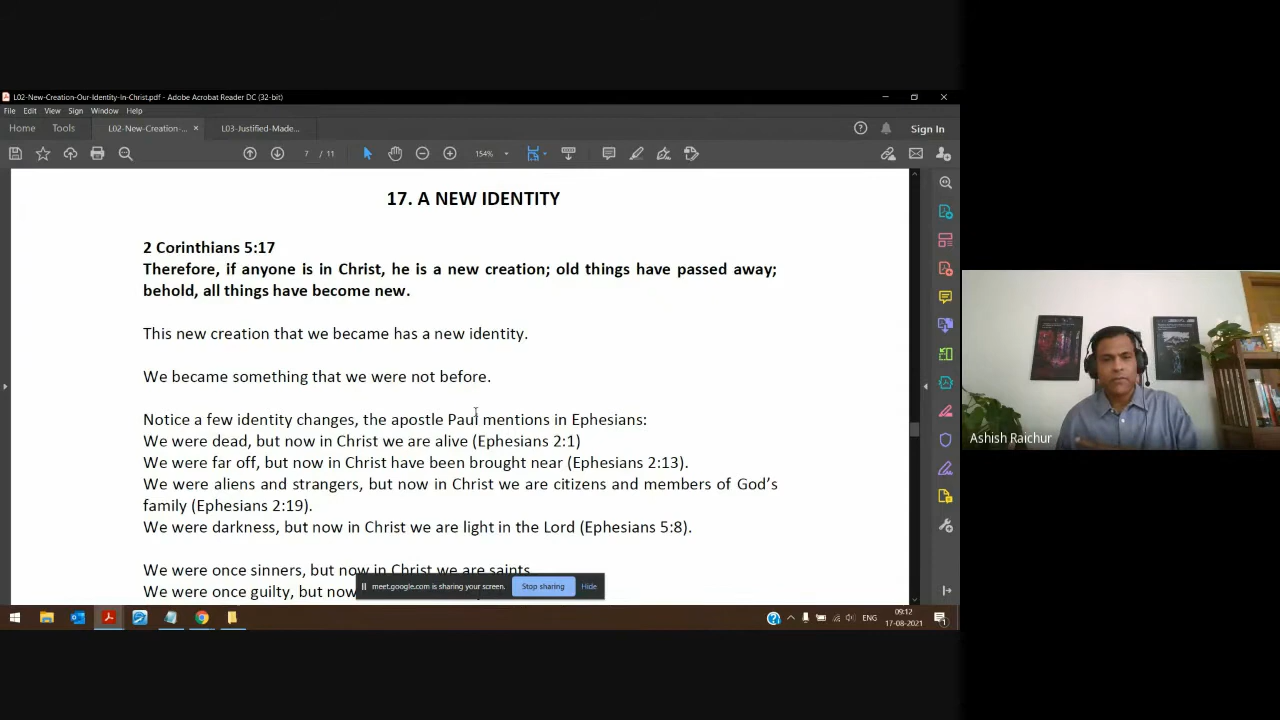 L02-New-Creation-Our-Identity-In-Christ.pdf - Adobe Acrobat Reader DC (32-bit)
File Edit View Sign Window Help
Home Tools L02-New-Creation-... × L03-Justified-Made...
Sign In
7 / 11
154%
17. A NEW IDENTITY
2 Corinthians 5:17
Therefore, if anyone is in Christ, he is a new creation; old things have passed away;
behold, all things have become new.
This new creation that we became has a new identity.
We became something that we were not before.
Notice a few identity changes, the apostle Paul mentions in Ephesians:
We were dead, but now in Christ we are alive (Ephesians 2:1)
We were far off, but now in Christ have been brought near (Ephesians 2:13).
We were aliens and strangers, but now in Christ we are citizens and members of God's
family (Ephesians 2:19).
We were darkness, but now in Christ we are light in the Lord (Ephesians 5:8).
We were once sinners, but now in Christ we are saints.
We were once guilty, but now
meet.google.com is sharing your screen. Stop sharing Hide
Ashish Raichur
ENG
09:12
17-08-2021